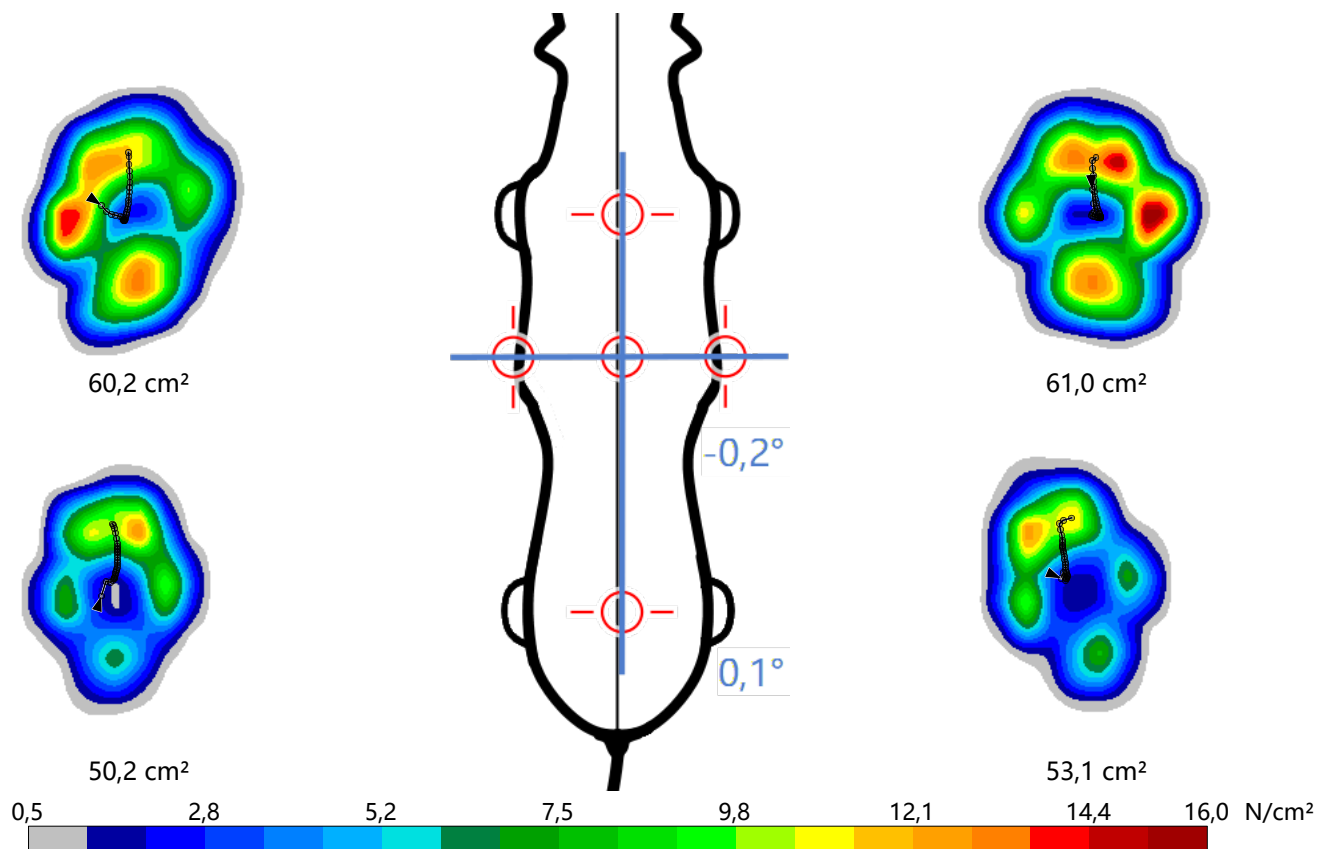 60,2 cm²
61,0 cm²
-0,2°
0,1°
50,2 cm²
53,1 cm²
0,5 2,8 5,2 7,5 9,8 12,1 14,4 16,0 N/cm²